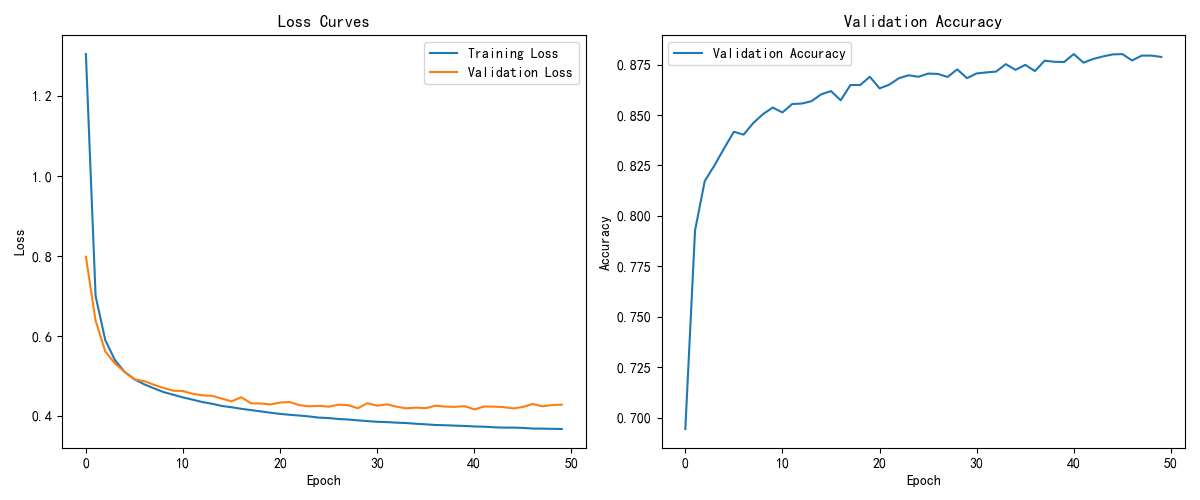 Loss Curves
Training Loss
Validation Loss
1.2
1.0
0.8
0.6
0.4
Loss
0 10 20 30 40 50
Epoch
Validation Accuracy
Validation Accuracy
0.875
0.850
0.825
0.800
0.775
0.750
0.725
0.700
Accuracy
0 10 20 30 40 50
Epoch